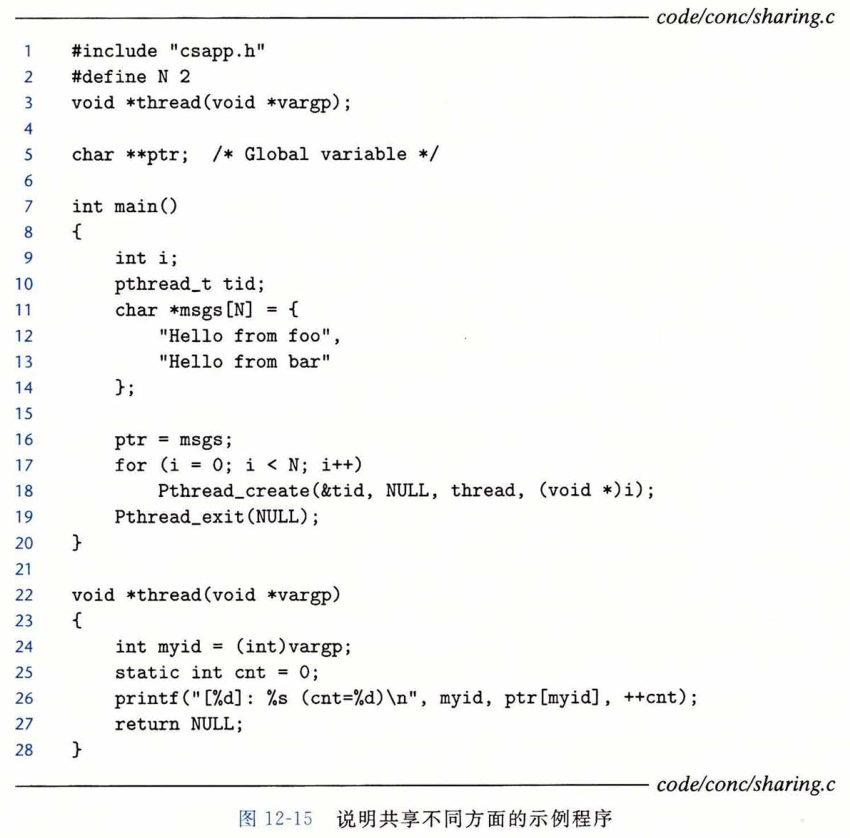 code/conc/sharing.c
1 #include "csapp.h"
2 #define N 2
3 void *thread(void *vargp);
4
5 char **ptr;  /* Global variable */
6
7 int main()
8 {
9     int i;
10     pthread_t tid;
11     char *msgs[N] = {
12         "Hello from foo",
13         "Hello from bar"
14     };
15
16     ptr = msgs;
17     for (i = 0; i < N; i++)
18         Pthread_create(&tid, NULL, thread, (void *)i);
19     Pthread_exit(NULL);
20 }
21
22 void *thread(void *vargp)
23 {
24     int myid = (int)vargp;
25     static int cnt = 0;
26     printf("[%d]: %s (cnt=%d)\n", myid, ptr[myid], ++cnt);
27     return NULL;
28 }
code/conc/sharing.c
图 12-15 说明共享不同方面的示例程序